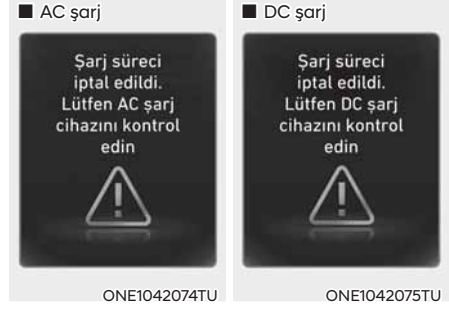 ■ AC şarj
Şarj süreci
iptal edildi.
Lütfen AC şarj
cihazını kontrol
edin
ONE1042074TU
■ DC şarj
Şarj süreci
iptal edildi.
Lütfen DC şarj
cihazını kontrol
edin
ONE1042075TU